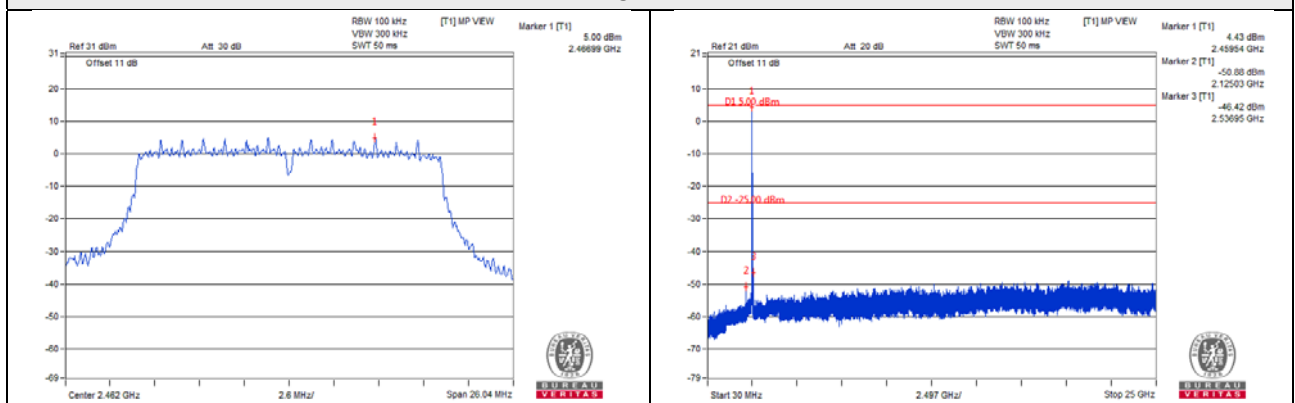 RBW 100 kHz
[T1] MP VIEW
Marker 1 [T1]
VBW 300 kHz
5.00 dBm
Ref 31 dBm
Att 30 dB
SWT 50 ms
2.46699 GHz
31
Offset 11 dB
20
10
1
0
-10
-20
-30
-40
-50
-60
-69
Center 2.462 GHz
2.6 MHz/
Span 26.04 MHz
BUREAU
VERITAS
RBW 100 kHz
[T1] MP VIEW
Marker 1 [T1]
VBW 300 kHz
4.43 dBm
Ref 21 dBm
Att 20 dB
SWT 50 ms
2.45954 GHz
21
Offset 11 dB
Marker 2 [T1]
-50.88 dBm
2.12503 GHz
10
1
D1 5.00 dBm
Marker 3 [T1]
-46.42 dBm
2.53695 GHz
0
-10
-20
D2 -25.00 dBm
-30
-40
3
2
-50
-60
-70
-79
Start 30 MHz
2.497 GHz/
Stop 25 GHz
BUREAU
VERITAS